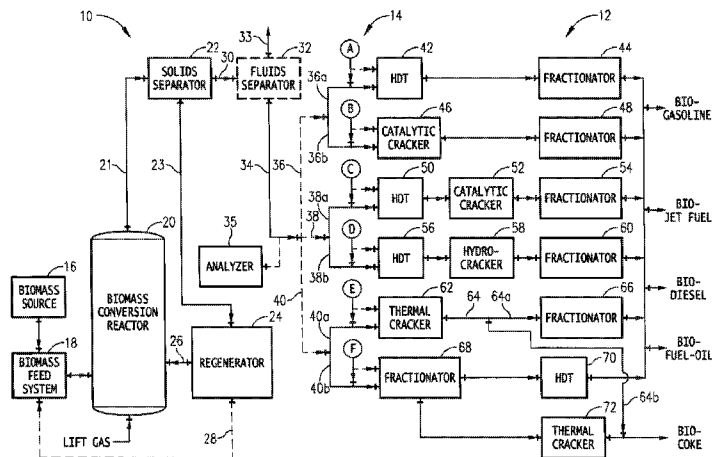 10
14
12
33
22
30
32
SOLIDS
SEPARATOR
FLUIDS
SEPARATOR
A
42
HDT
44
FRACTIONATOR
36a
B
46
CATALYTIC
CRACKER
48
FRACTIONATOR
36b
BIO-
GASOLINE
21
23
34
36
C
50
HDT
52
CATALYTIC
CRACKER
54
FRACTIONATOR
38a
38
D
56
HDT
58
HYDRO-
CRACKER
60
FRACTIONATOR
38b
BIO-
JET FUEL
20
35
ANALYZER
16
BIOMASS
SOURCE
BIOMASS
CONVERSION
REACTOR
40
E
62
THERMAL
CRACKER
64
64a
66
FRACTIONATOR
40a
BIO-
DIESEL
24
REGENERATOR
26
18
BIOMASS
FEED
SYSTEM
F
68
FRACTIONATOR
40b
70
HDT
64b
BIO-
FUEL-OIL
28
LIFT GAS
72
THERMAL
CRACKER
BIO-
COKE